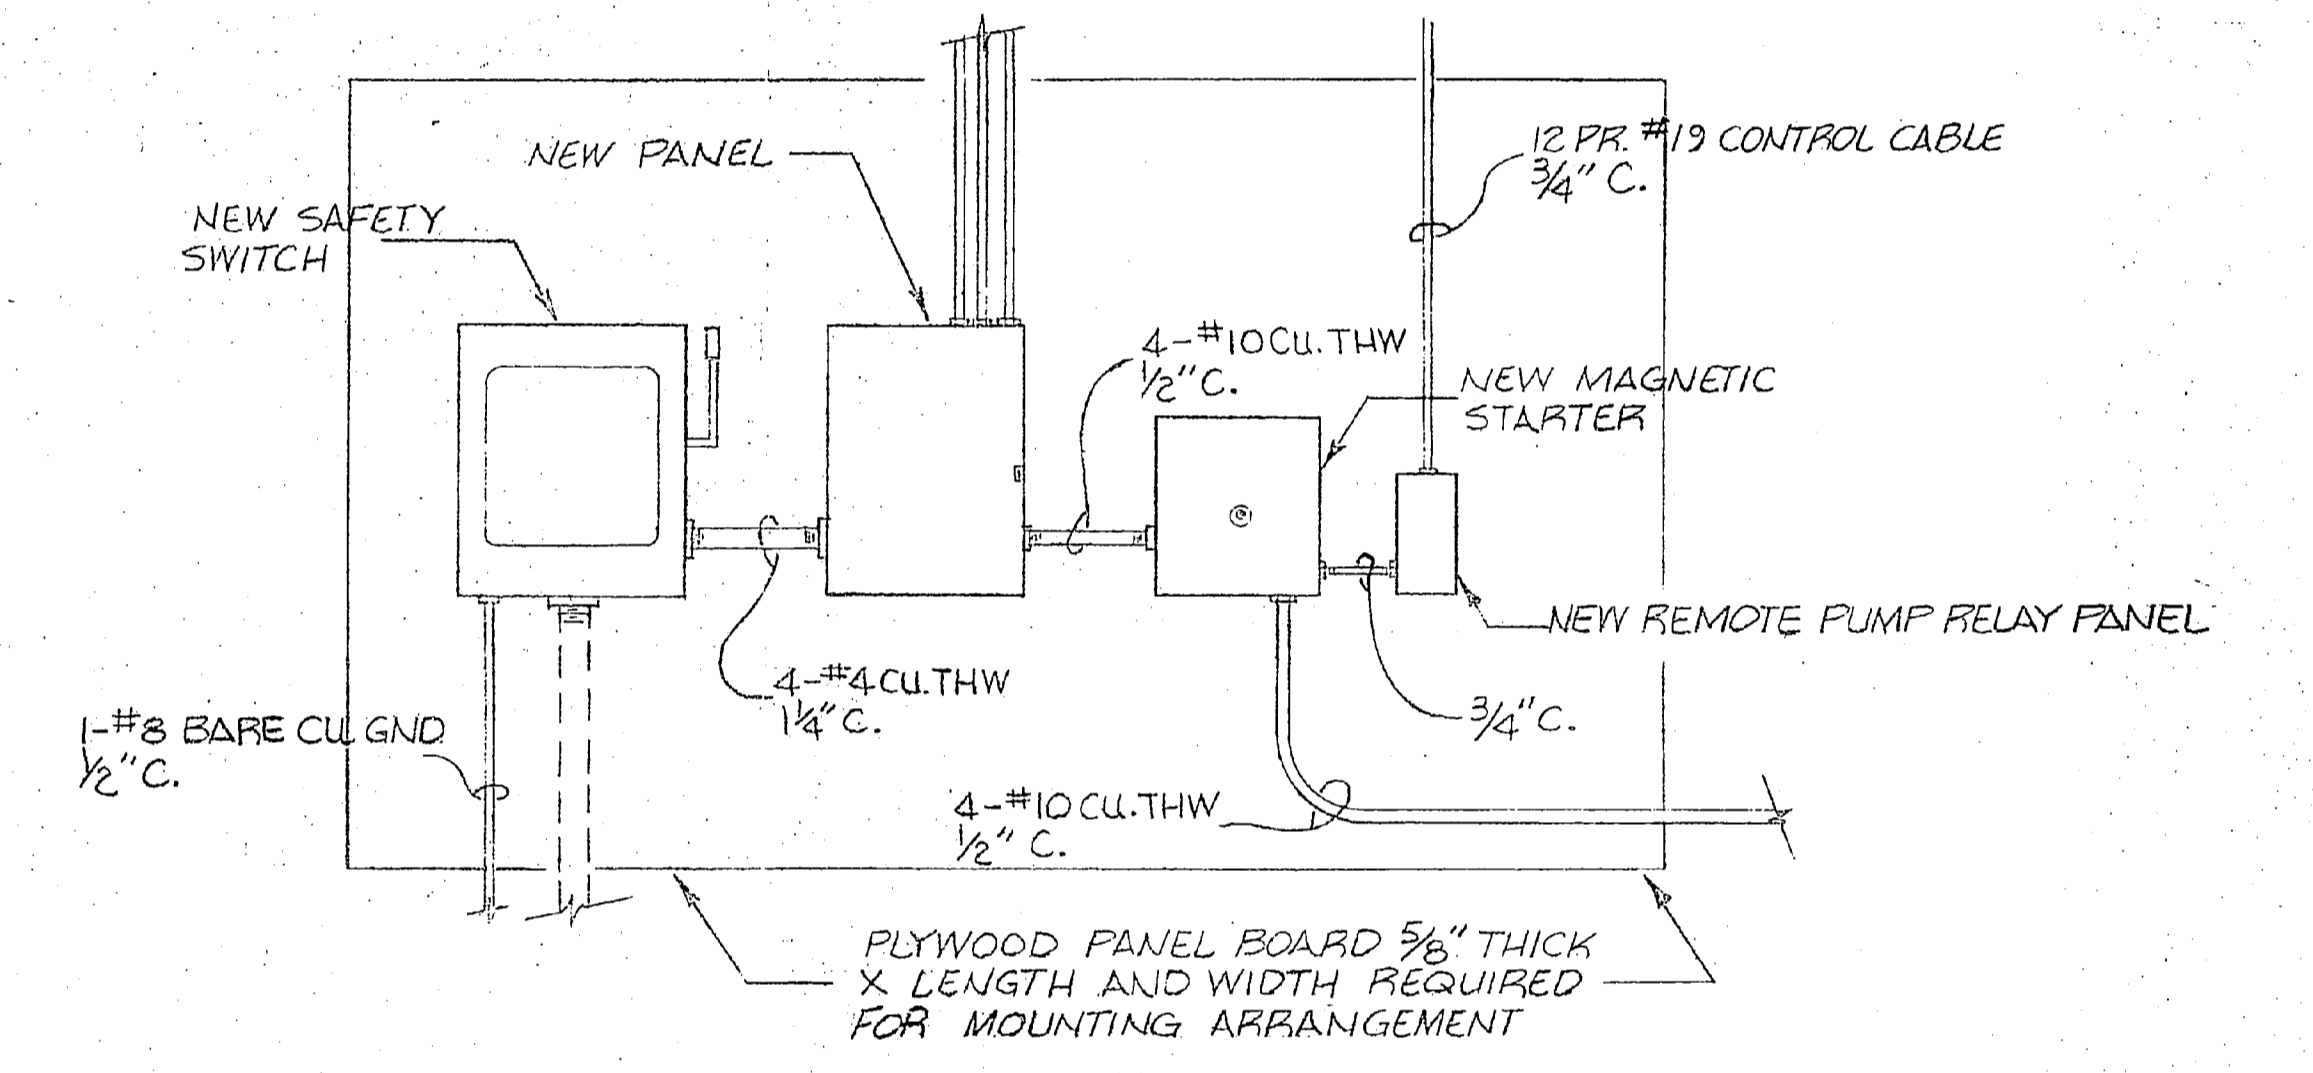 12 PR. #19 CONTROL CABLE
3/4" C.
NEW PANEL
NEW SAFETY
SWITCH
4-#10 CU. THW
1/2" C.
NEW MAGNETIC
STARTER
NEW REMOTE PUMP RELAY PANEL
4-#4 CU. THW
1 1/4" C.
3/4" C.
1-#8 BARE CU GND
1/2" C.
4-#10 CU. THW
1/2" C.
PLYWOOD PANEL BOARD 5/8" THICK
X LENGTH AND WIDTH REQUIRED
FOR MOUNTING ARRANGEMENT